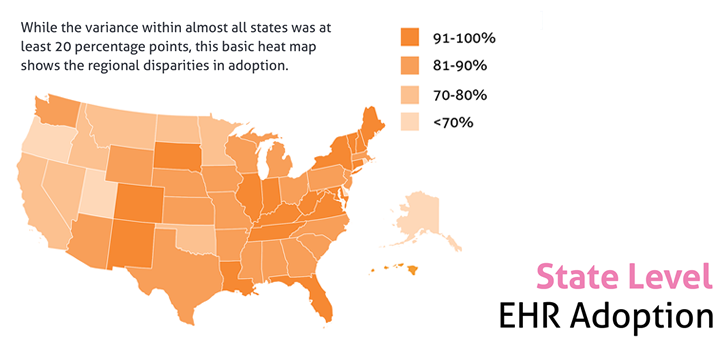 While the variance within almost all states was at
least 20 percentage points, this basic heat map
shows the regional disparities in adoption.
91-100%
81-90%
70-80%
<70%
State Level
EHR Adoption